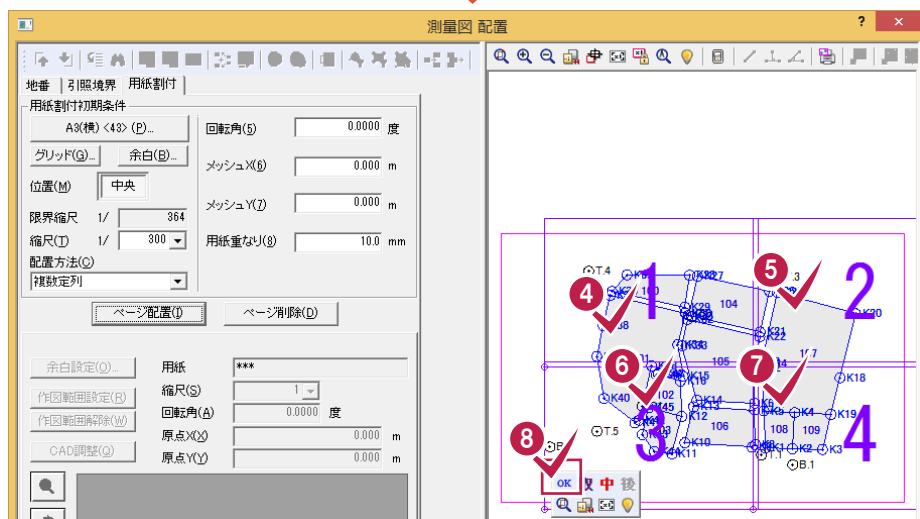 測量図 配置
? ×
地番 引照境界 用紙割付
用紙割付初期条件
A3(横) <43> (P)...
回転角(5) 0.0000 度
グリッド(G)... 余白(B)...
メッシュX(6) 0.000 m
位置(M) 中央
メッシュY(7) 0.000 m
限界縮尺 1/ 364
縮尺(T) 1/ 300
用紙重なり(8) 10.0 mm
配置方法(C)
複数定列
ページ配置(I) ページ削除(D)
余白設定(O)...
用紙 ***
作図範囲設定(R)
縮尺(S) 1
作図範囲解除(W)
回転角(A) 0.0000 度
CAD調整(Q)
原点X(X) 0.000 m
原点Y(Y) 0.000 m
T.4
1
2
3
4
4
5
6
7
8
K29
104
K20
K31
105
K18
K15
K16
K40
102
K14
K13
K12
K4
K19
T.5
106
108
109
K10
K11
K2
K3
T.1
B.1
OK 中 後